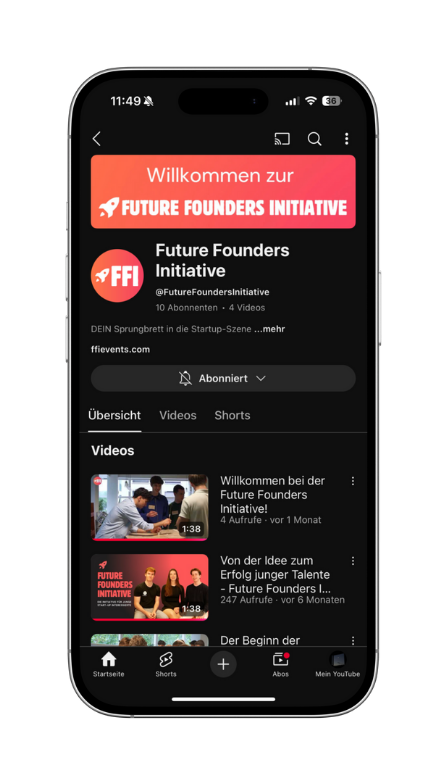 11:49
36
Willkommen zur
FUTURE FOUNDERS INITIATIVE
FFI
Future Founders
Initiative
@FutureFoundersInitiative
10 Abonnenten • 4 Videos
DEIN Sprungbrett in die Startup-Szene ...mehr
ffievents.com
Abonniert
Übersicht Videos Shorts
Videos
Willkommen bei der
Future Founders
Initiative!
4 Aufrufe · vor 1 Monat
1:38
Von der Idee zum
Erfolg junger Talente
- Future Founders I...
247 Aufrufe · vor 6 Monaten
FUTURE
FOUNDERS
INITIATIVE
1:38
Der Beginn der
Startseite Shorts Abos Mein YouTube